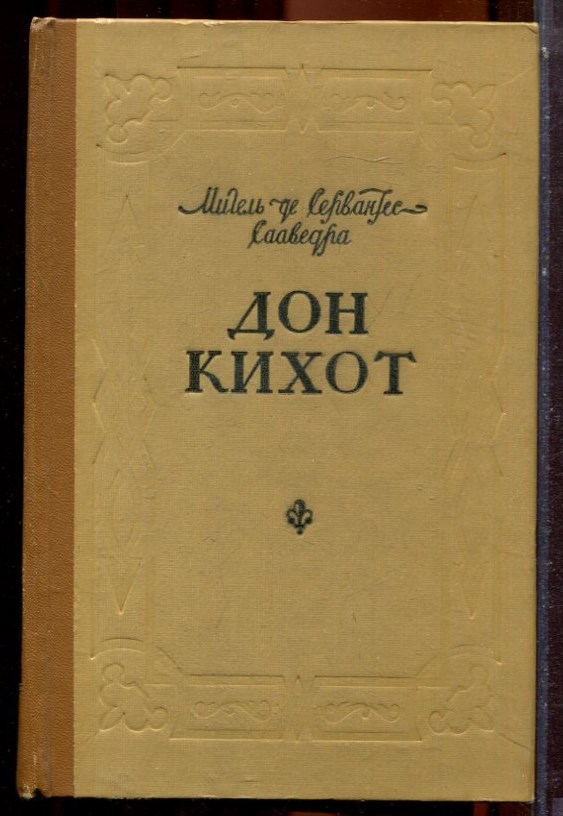 Мигель де Сервантес
Сааведра
ДОН
КИХОТ